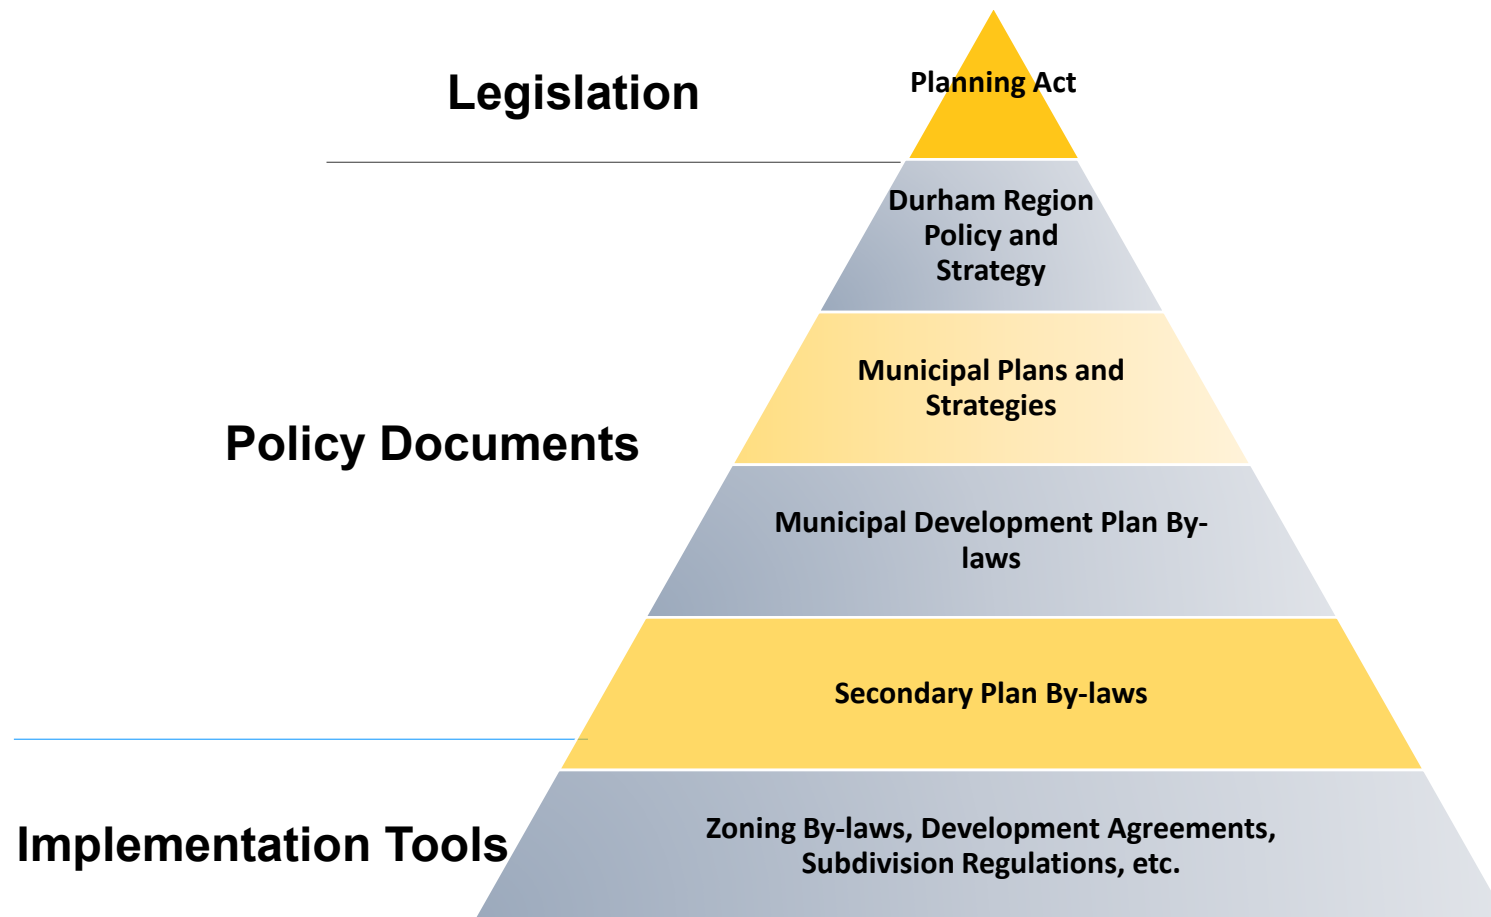 Legislation
Planning Act
Durham Region
Policy and
Strategy
Municipal Plans and
Strategies
Policy Documents
Municipal Development Plan By-
laws
Secondary Plan By-laws
Implementation Tools
Zoning By-laws, Development Agreements,
Subdivision Regulations, etc.